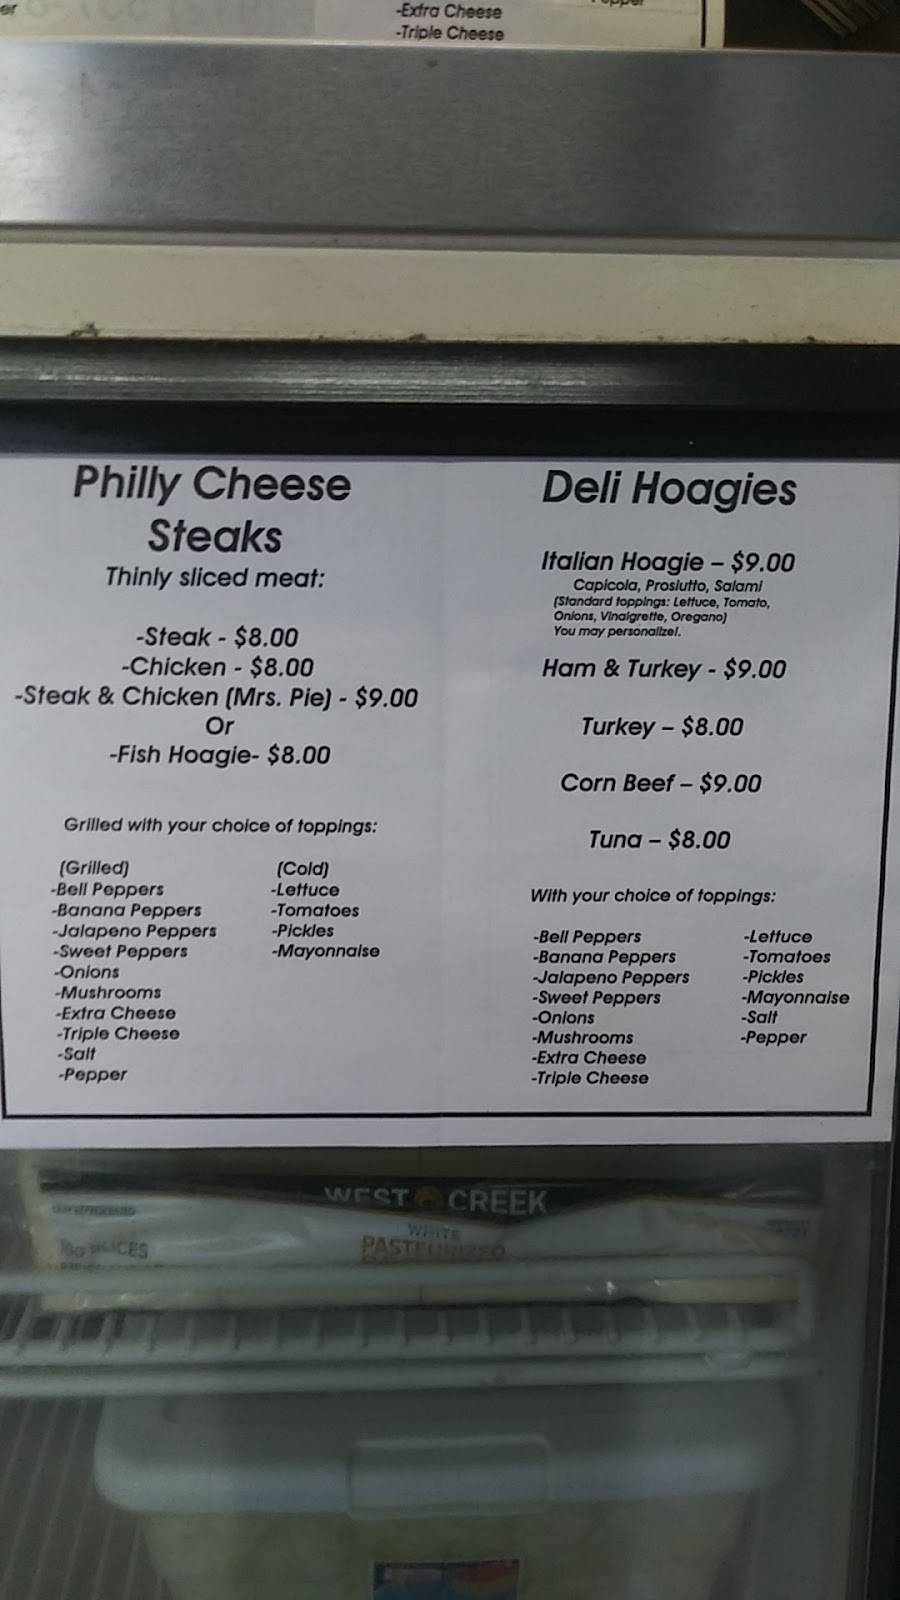 er
-Extra Cheese
-Triple Cheese
Philly Cheese
Steaks
Thinly sliced meat:
-Steak - $8.00
-Chicken - $8.00
-Steak & Chicken (Mrs. Pie) - $9.00
Or
-Fish Hoagie- $8.00
Grilled with your choice of toppings:
(Grilled)
-Bell Peppers
-Banana Peppers
-Jalapeno Peppers
-Sweet Peppers
-Onions
-Mushrooms
-Extra Cheese
-Triple Cheese
-Salt
-Pepper
(Cold)
-Lettuce
-Tomatoes
-Pickles
-Mayonnaise
Deli Hoagies
Italian Hoagie – $9.00
Capicola, Prosiutto, Salami
(Standard toppings: Lettuce, Tomato,
Onions, Vinaigrette, Oregano)
You may personalize!.
Ham & Turkey - $9.00
Turkey – $8.00
Corn Beef – $9.00
Tuna – $8.00
With your choice of toppings:
-Bell Peppers
-Banana Peppers
-Jalapeno Peppers
-Sweet Peppers
-Onions
-Mushrooms
-Extra Cheese
-Triple Cheese
-Lettuce
-Tomatoes
-Pickles
-Mayonnaise
-Salt
-Pepper
WEST CREEK
WHITE
PASTEURIZED